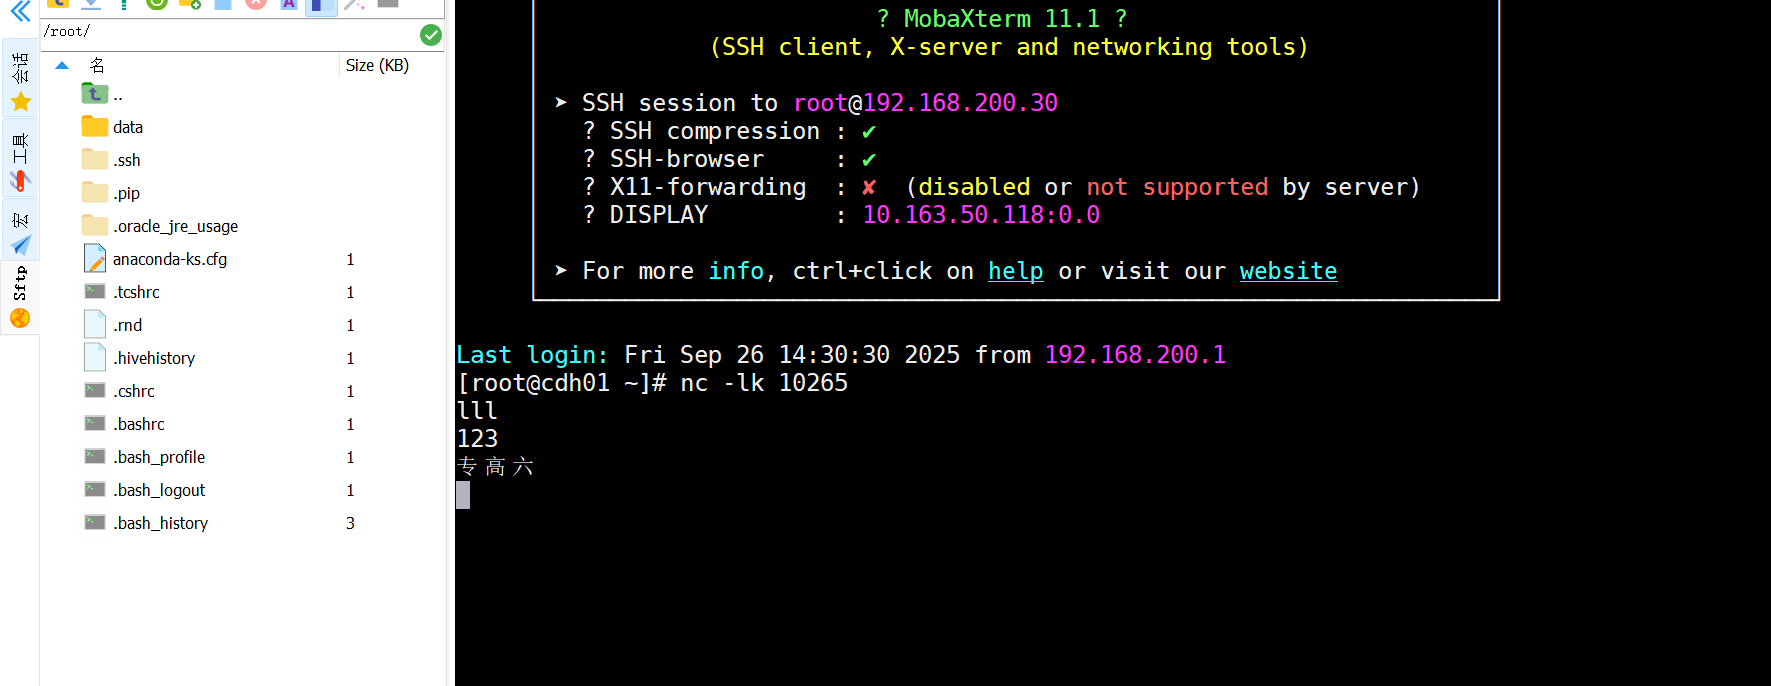 /root/
名 Size (KB)
..
data
.ssh
.pip
.oracle_jre_usage
anaconda-ks.cfg 1
.tcshrc 1
.rnd 1
.hivehistory 1
.cshrc 1
.bashrc 1
.bash_profile 1
.bash_logout 1
.bash_history 3
会话
工具
宏
Sftp
? MobaXterm 11.1 ?
(SSH client, X-server and networking tools)
➤ SSH session to root@192.168.200.30
? SSH compression : ✔
? SSH-browser : ✔
? X11-forwarding : ✘ (disabled or not supported by server)
? DISPLAY : 10.163.50.118:0.0
➤ For more info, ctrl+click on help or visit our website
Last login: Fri Sep 26 14:30:30 2025 from 192.168.200.1
[root@cdh01 ~]# nc -lk 10265
lll
123
专高六